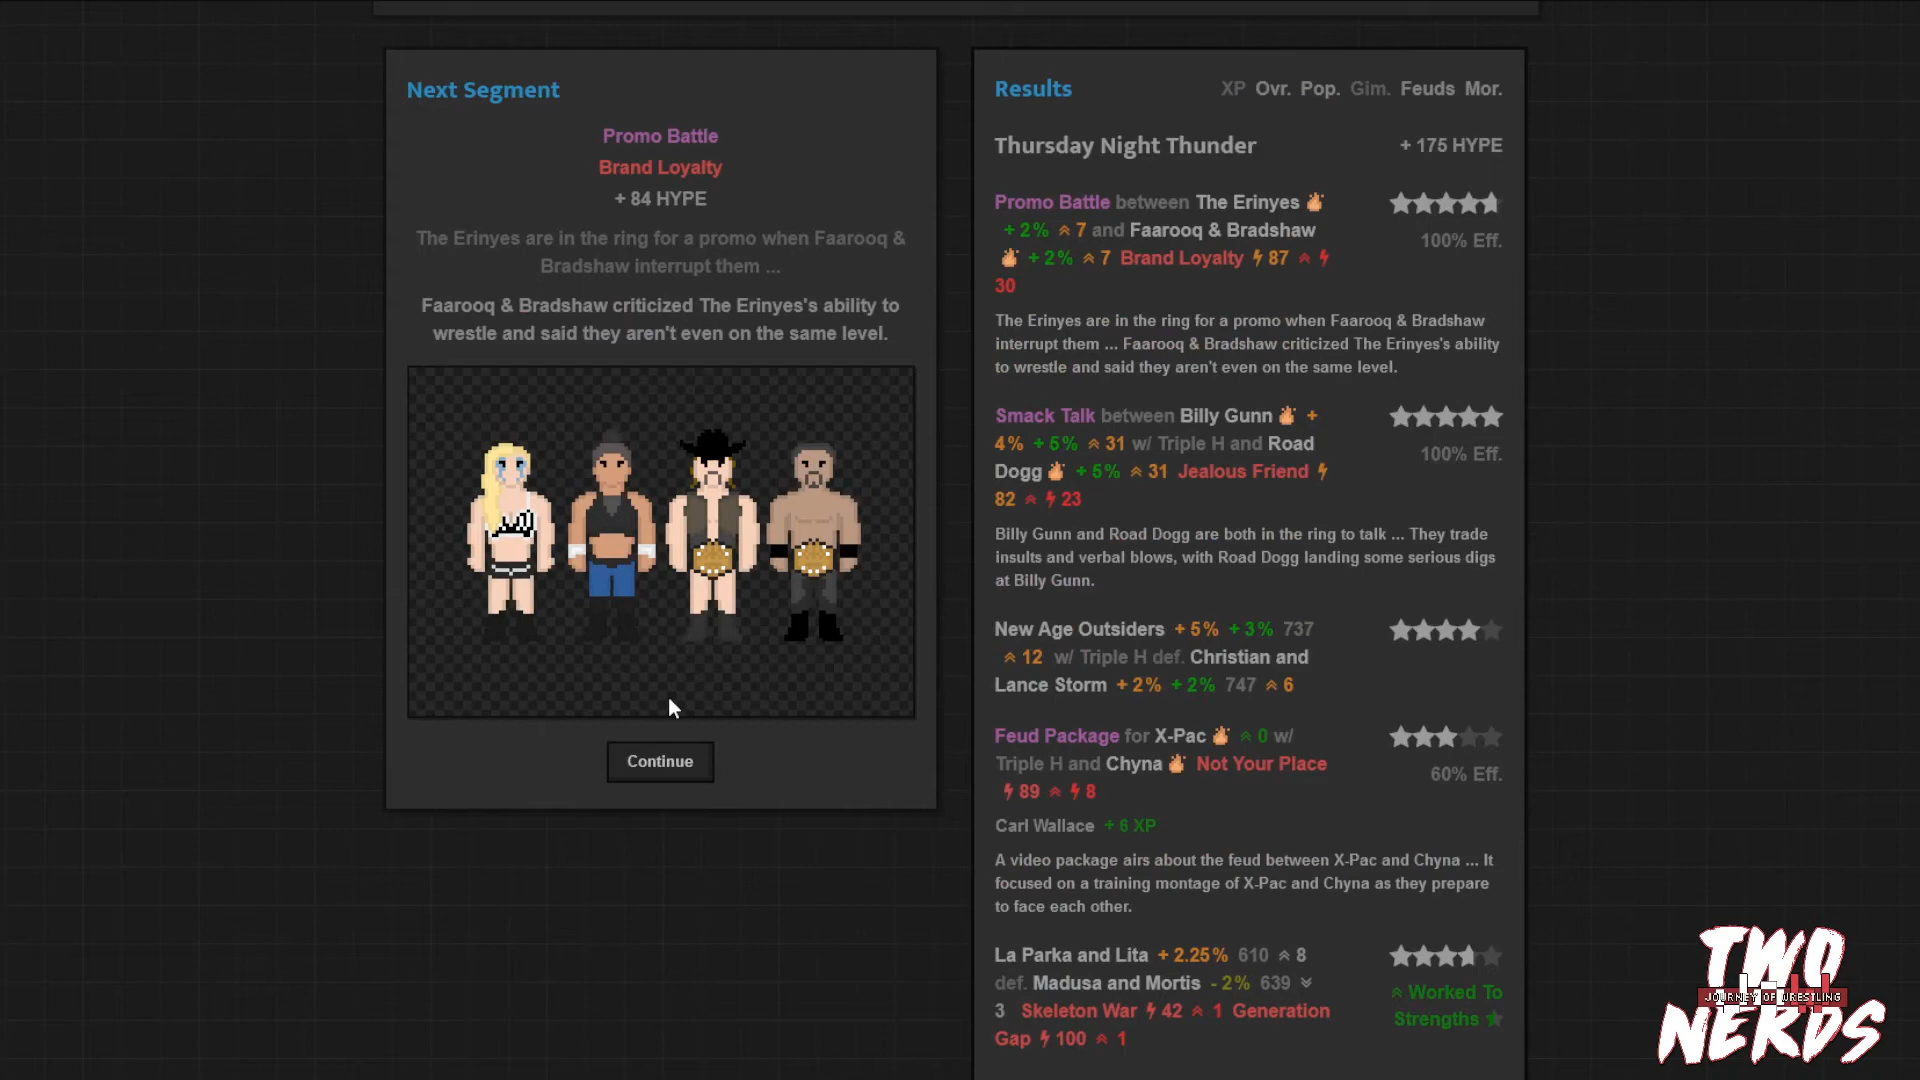 Next Segment
Promo Battle
Brand Loyalty
+ 84 HYPE
The Erinyes are in the ring for a promo when Faarooq &
Bradshaw interrupt them ...
Faarooq & Bradshaw criticized The Erinyes's ability to
wrestle and said they aren't even on the same level.
Continue
Results XP Ovr. Pop. Gim. Feuds Mor.
Thursday Night Thunder + 175 HYPE
Promo Battle between The Erinyes
+ 2% 7 and Faarooq & Bradshaw
100% Eff.
+ 2% 7 Brand Loyalty 87
30
The Erinyes are in the ring for a promo when Faarooq & Bradshaw
interrupt them ... Faarooq & Bradshaw criticized The Erinyes's ability
to wrestle and said they aren't even on the same level.
Smack Talk between Billy Gunn +
4% + 5% 31 w/ Triple H and Road
100% Eff.
Dogg + 5% 31 Jealous Friend
82 23
Billy Gunn and Road Dogg are both in the ring to talk ... They trade
insults and verbal blows, with Road Dogg landing some serious digs
at Billy Gunn.
New Age Outsiders + 5% + 3% 737
12 w/ Triple H def. Christian and
Lance Storm + 2% + 2% 747 6
Feud Package for X-Pac 0 w/
Triple H and Chyna Not Your Place
60% Eff.
89 8
Carl Wallace + 6 XP
A video package airs about the feud between X-Pac and Chyna ... It
focused on a training montage of X-Pac and Chyna as they prepare
to face each other.
La Parka and Lita + 2.25% 610 8
def. Madusa and Mortis - 2% 639
3 Skeleton War 42 1 Generation
Gap 100 1
Worked To
Strengths
TWO
JOURNEY OF WRESTLING
NERDS